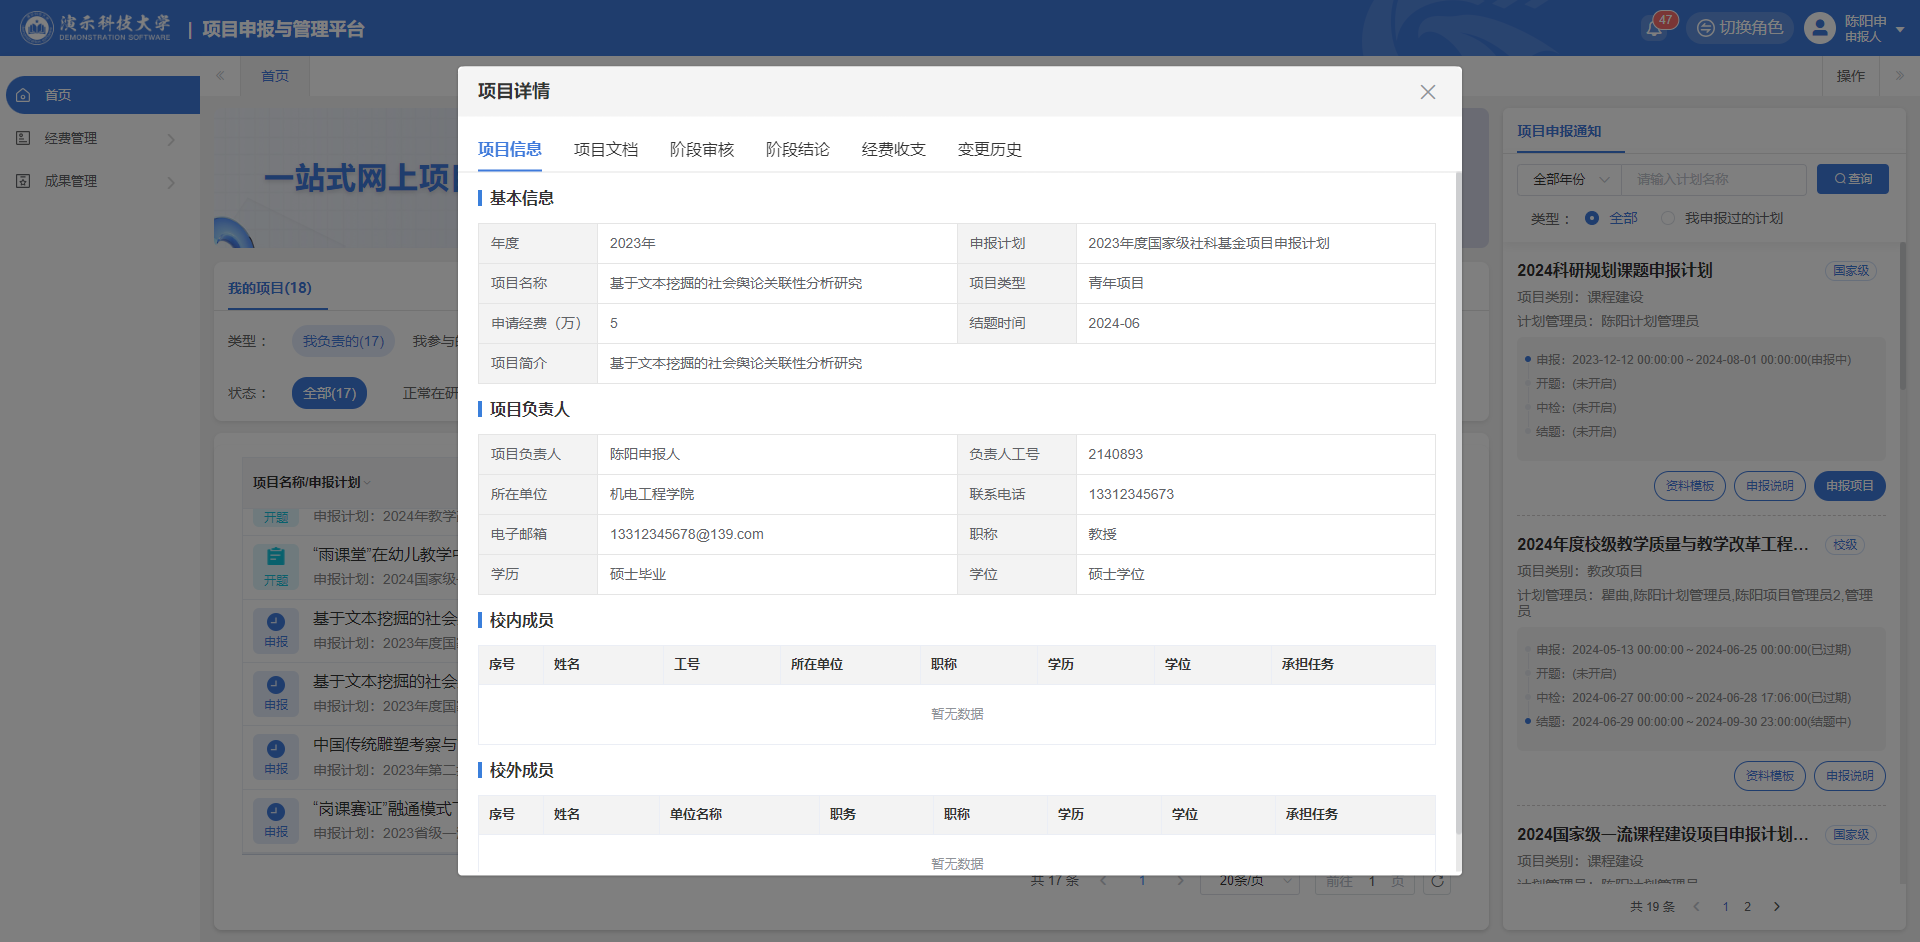 演示科技大学
DEMONSTRATION SOFTWARE
| 项目申报与管理平台
47
切换角色
陈阳申
申报人
首页
经费管理
成果管理
首页
操作
一站式网上项
我的项目(18)
类型：
我负责的(17)
我参与的
状态：
全部(17)
正常在研
项目名称/申报计划
开题
申报计划：2024年教学
“雨课堂”在幼儿教学中
开题
申报计划：2024国家级
基于文本挖掘的社会
申报
申报计划：2023年度国
基于文本挖掘的社会
申报
申报计划：2023年度国
中国传统雕塑考察与
申报
申报计划：2023年第二
“岗课赛证”融通模式下
申报
申报计划：2023省级一
共 17 条
1
20条/页
前往 1 页
项目详情
项目信息
项目文档
阶段审核
阶段结论
经费收支
变更历史
基本信息
年度 2023年 申报计划 2023年度国家级社科基金项目申报计划
项目名称 基于文本挖掘的社会舆论关联性分析研究 项目类型 青年项目
申请经费（万） 5 结题时间 2024-06
项目简介 基于文本挖掘的社会舆论关联性分析研究
项目负责人
项目负责人 陈阳申报人 负责人工号 2140893
所在单位 机电工程学院 联系电话 13312345673
电子邮箱 13312345678@139.com 职称 教授
学历 硕士毕业 学位 硕士学位
校内成员
序号 姓名 工号 所在单位 职称 学历 学位 承担任务
暂无数据
校外成员
序号 姓名 单位名称 职务 职称 学历 学位 承担任务
暂无数据
项目申报通知
全部年份
请输入计划名称
查询
类型：
全部
我申报过的计划
2024科研规划课题申报计划
国家级
项目类别：课程建设
计划管理员：陈阳计划管理员
申报：2023-12-12 00:00:00～2024-08-01 00:00:00(申报中)
开题：(未开启)
中检：(未开启)
结题：(未开启)
资料模板
申报说明
申报项目
2024年度校级教学质量与教学改革工程...
校级
项目类别：教改项目
计划管理员：瞿曲,陈阳计划管理员,陈阳项目管理员2,管理
员
申报：2024-05-13 00:00:00～2024-06-25 00:00:00(已过期)
开题：(未开启)
中检：2024-06-27 00:00:00～2024-06-28 17:06:00(已过期)
结题：2024-06-29 00:00:00～2024-09-30 23:00:00(结题中)
资料模板
申报说明
2024国家级一流课程建设项目申报计划...
国家级
项目类别：课程建设
计划管理员：陈阳计划管理员
共 19 条
1
2